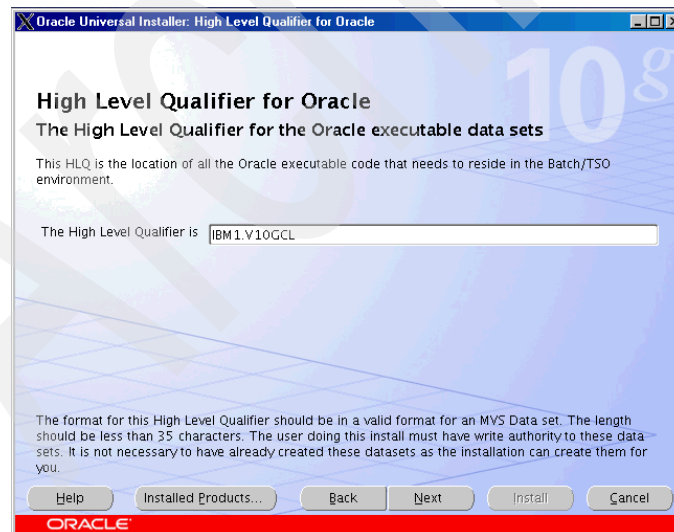 Oracle Universal Installer: High Level Qualifier for Oracle
10g
High Level Qualifier for Oracle
The High Level Qualifier for the Oracle executable data sets
This HLQ is the location of all the Oracle executable code that needs to reside in the Batch/TSO
environment.
The High Level Qualifier is IBM1.V10GCL
The format for this High Level Qualifier should be in a valid format for an MVS Data set. The length
should be less than 35 characters. The user doing this install must have write authority to these data
sets. It is not necessary to have already created these datasets as the installation can create them for
you.
Help Installed Products... Back Next Install Cancel
ORACLE